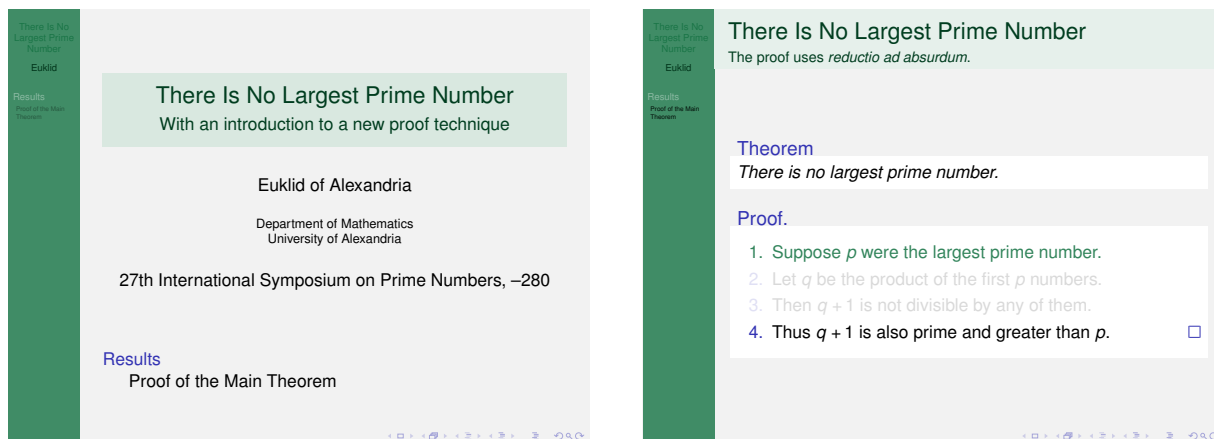 There Is No
Largest Prime
Number
Euklid
Results
Proof of the Main
Theorem
There Is No Largest Prime Number
With an introduction to a new proof technique
Euklid of Alexandria
Department of Mathematics
University of Alexandria
27th International Symposium on Prime Numbers, –280
Results
Proof of the Main Theorem
There Is No
Largest Prime
Number
Euklid
Results
Proof of the Main
Theorem
There Is No Largest Prime Number
The proof uses reductio ad absurdum.
Theorem
There is no largest prime number.
Proof.
1. Suppose p were the largest prime number.
2. Let q be the product of the first p numbers.
3. Then q + 1 is not divisible by any of them.
4. Thus q + 1 is also prime and greater than p.